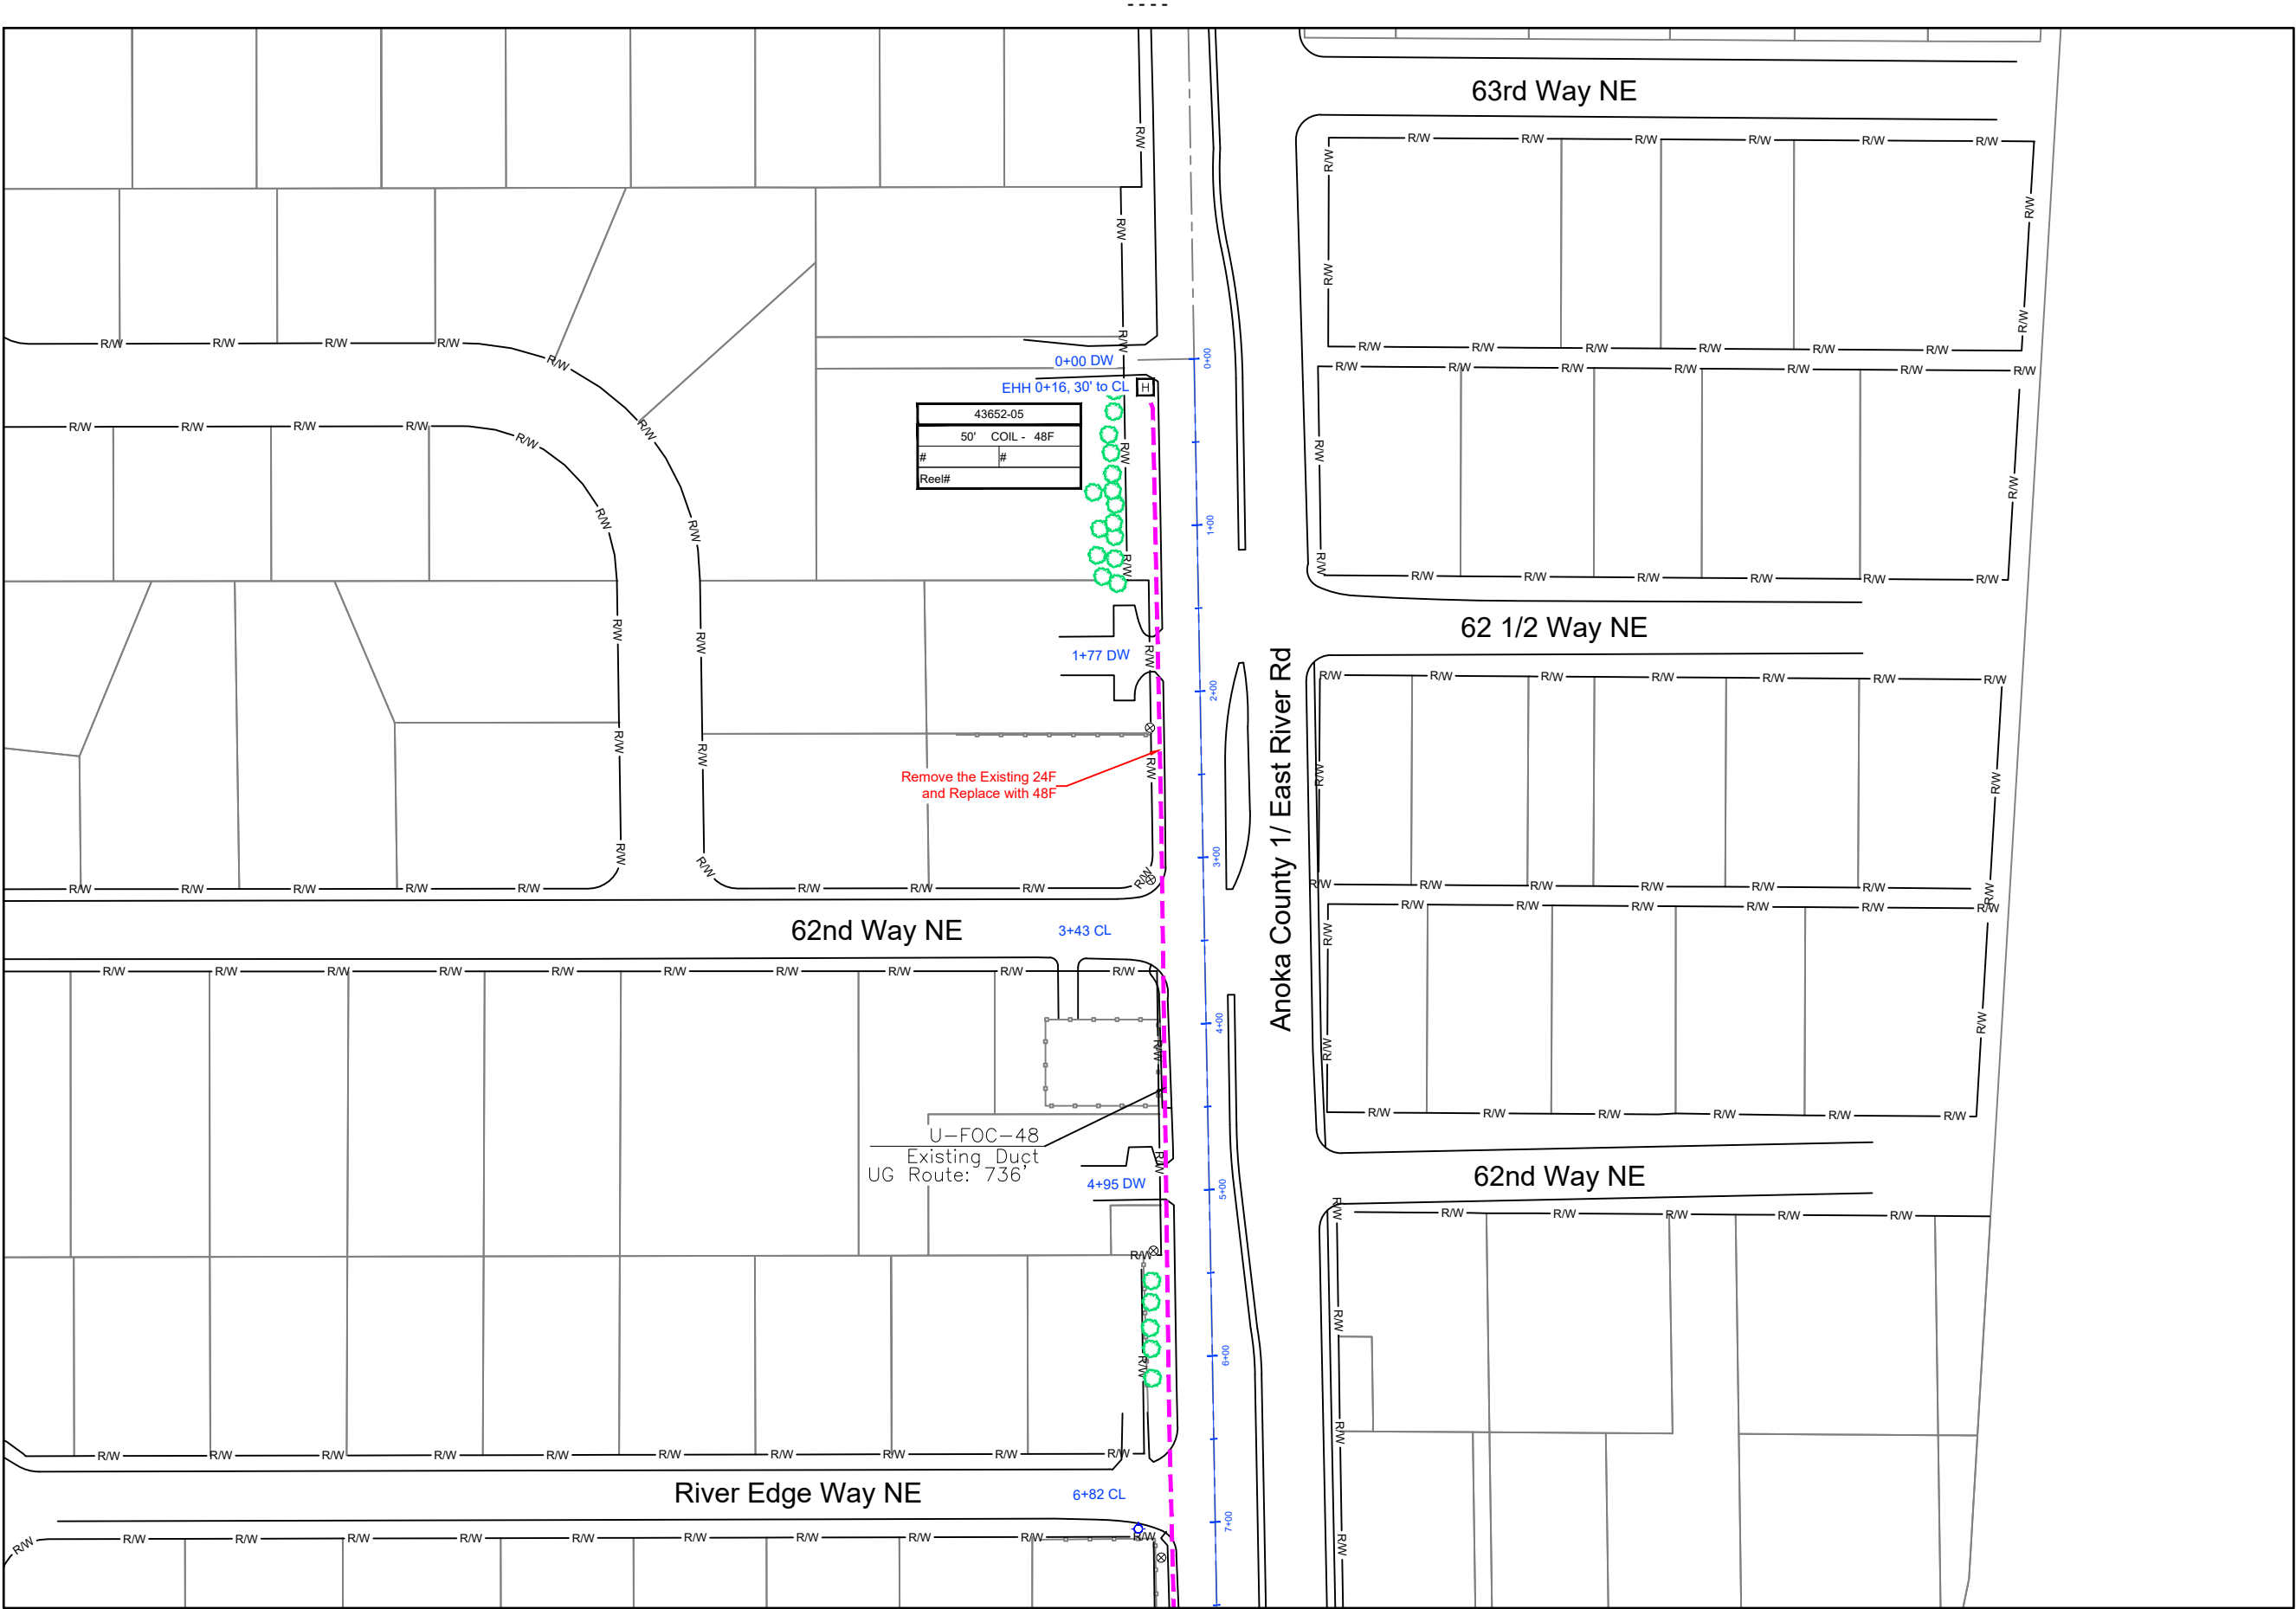 63rd Way NE
0+00 DW
0+00
EHH 0+16, 30' to CL
H
43652-05
50' COIL - 48F
# #
Reel#
1+00
62 1/2 Way NE
1+77 DW
2+00
Anoka County 1/ East River Rd
Remove the Existing 24F
and Replace with 48F
3+00
62nd Way NE
3+43 CL
4+00
U-FOC-48
Existing Duct
UG Route: 736'
62nd Way NE
4+95 DW
5+00
6+00
River Edge Way NE
6+82 CL
7+00
R/W